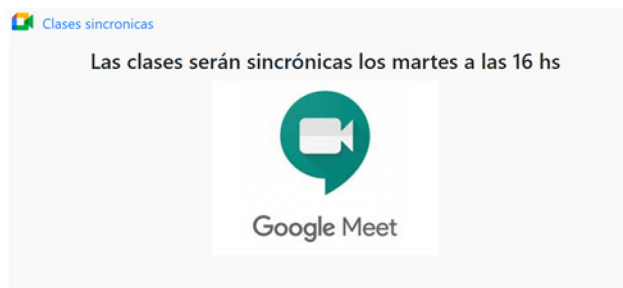 Clases sincronicas
Las clases serán sincrónicas los martes a las 16 hs
Google Meet